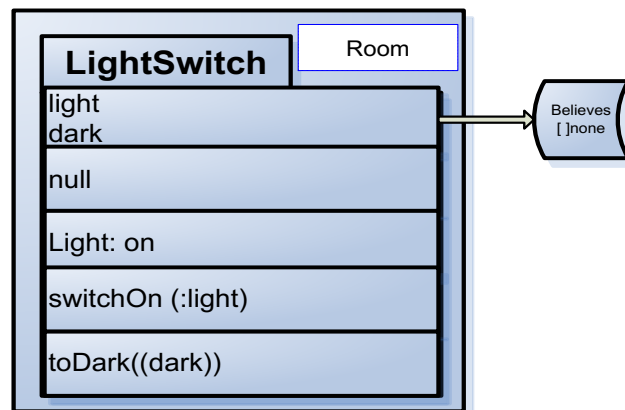 Room
LightSwitch
light
dark
null
Light: on
switchOn (:light)
toDark((dark))
Believes
[ ]none